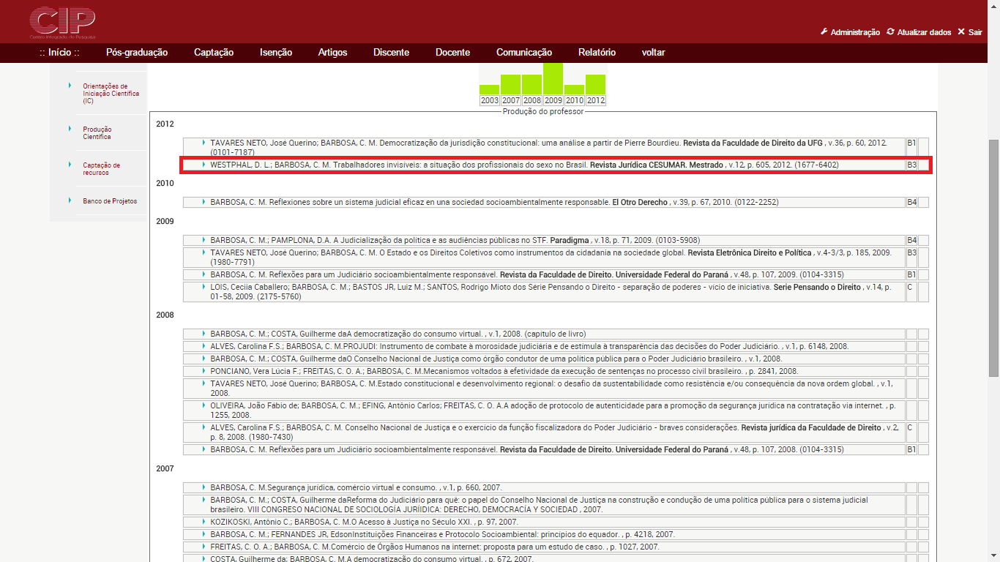 CIP
Centro Integrado de Pesquisa
Administração Atualizar dados Sair
:: Início :: Pós-graduação Captação Isenção Artigos Discente Docente Comunicação Relatório voltar
Orientações de
Iniciação Científica
(IC)
Produção
Científica
Captação de
recursos
Banco de Projetos
2003 2007 2008 2009 2010 2012
Produção do professor
2012
TAVARES NETO, José Querino; BARBOSA, C. M. Democratização da jurisdição constitucional: uma análise a partir de Pierre Bourdieu. Revista da Faculdade de Direito da UFG , v.36, p. 60, 2012. B1
(0101-7187)
WESTPHAL, D. L.; BARBOSA, C. M. Trabalhadores invisíveis: a situação dos profissionais do sexo no Brasil. Revista Jurídica CESUMAR. Mestrado , v.12, p. 605, 2012. (1677-6402) B3
2010
BARBOSA, C. M. Reflexiones sobre un sistema judicial eficaz en una sociedad socioambientalmente responsable. El Otro Derecho , v.39, p. 67, 2010. (0122-2252) B4
2009
BARBOSA, C. M.; PAMPLONA, D.A. A Judicialização da política e as audiências públicas no STF. Paradigma , v.18, p. 71, 2009. (0103-5908) B4
TAVARES NETO, José Querino; BARBOSA, C. M. O Estado e os Direitos Coletivos como instrumentos da cidadania na sociedade global. Revista Eletrônica Direito e Política , v.4-3/3, p. 185, 2009. B3
(1980-7791)
BARBOSA, C. M. Reflexões para um Judiciário socioambientalmente responsável. Revista da Faculdade de Direito. Universidade Federal do Paraná , v.48, p. 107, 2009. (0104-3315) B1
LOIS, Ceciia Caballero; BARBOSA, C. M.; BASTOS JR, Luiz M.; SANTOS, Rodrigo Mioto dos Série Pensando o Direito - separação de poderes - vício de iniciativa. Serie Pensando o Direito , v.14, p. C
01-58, 2009. (2175-5760)
2008
BARBOSA, C. M.; COSTA, Guilherme daA democratização do consumo virtual. , v.1, 2008. (capítulo de livro)
ALVES, Carolina F.S.; BARBOSA, C. M.PROJUDI: Instrumento de combate à morosidade judiciária e de estímula à transparência das decisões do Poder Judiciário. , v.1, p. 6148, 2008.
BARBOSA, C. M.; COSTA, Guilherme daO Conselho Nacional de Justiça como órgão condutor de uma política pública para o Poder Judiciário brasileiro. , v.1, 2008.
PONCIANO, Vera Lúcia F.; FREITAS, C. O. A.; BARBOSA, C. M.Mecanismos voltados à efetividade da execução de sentenças no processo civil brasileiro. , p. 2841, 2008.
TAVARES NETO, José Querino; BARBOSA, C. M.Estado constitucional e desenvolvimento regional: o desafio da sustentabilidade como resistência e/ou consequência da nova ordem global. , v.1,
2008.
OLIVEIRA, João Fábio de; BARBOSA, C. M.; EFING, Antônio Carlos; FREITAS, C. O. A.A adoção de protocolo de autenticidade para a promoção da segurança jurídica na contratação via internet. , p.
1255, 2008.
ALVES, Carolina F.S.; BARBOSA, C. M. Conselho Nacional de Justiça e o exercício da função fiscalizadora do Poder Judiciário - braves considerações. Revista jurídica da Faculdade de Direito , v.2, C
p. 8, 2008. (1980-7430)
BARBOSA, C. M. Reflexões para um Judiciário socioambientalmente responsável. Revista da Faculdade de Direito. Universidade Federal do Paraná , v.48, p. 107, 2008. (0104-3315) B1
2007
BARBOSA, C. M.Segurança jurídica, comércio virtual e consumo. , v.1, p. 660, 2007.
BARBOSA, C. M.; COSTA, Guilherme daReforma do Judiciário para quê: o papel do Conselho Nacional de Justiça na construção e condução de uma política pública para o sistema judicial
brasileiro. VIII CONGRESO NACIONAL DE SOCIOLOGÍA JURÍIDICA: DERECHO, DEMOCRACÍA Y SOCIEDAD , 2007.
KOZIKOSKI, Antônio C.; BARBOSA, C. M.O Acesso à Justiça no Século XXI. , p. 97, 2007.
BARBOSA, C. M.; FERNANDES JR, EdsonInstituições Financeiras e Protocolo Socioambiental: princípios do equador. , p. 4218, 2007.
FREITAS, C. O. A.; BARBOSA, C. M.Comércio de Órgãos Humanos na internet: proposta para um estudo de caso. , p. 1027, 2007.
COSTA, Guilherme da; BARBOSA, C. M.A democratização do consumo virtual. , p. 672, 2007.